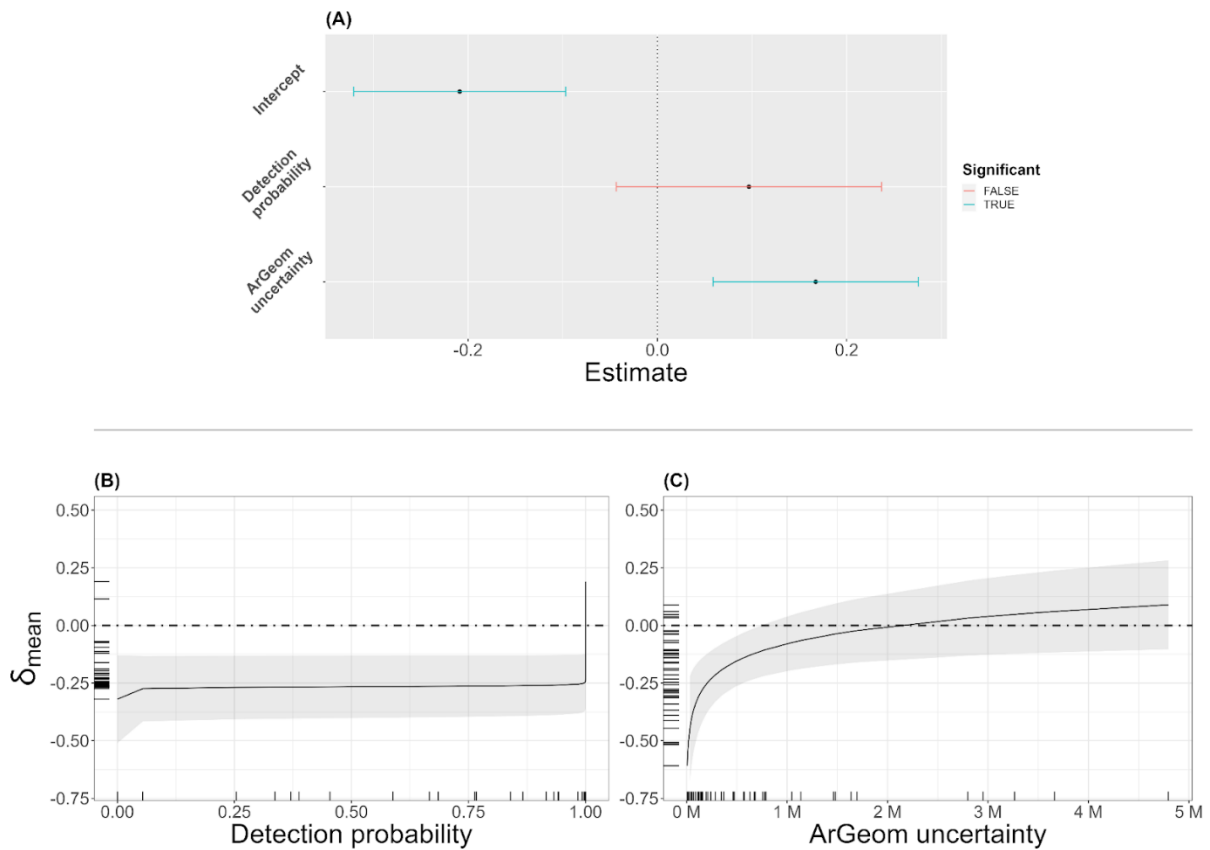 (A)
Intercept
Detection
probability
ArGeom
uncertainty
-0.2
0.0
0.2
Estimate
Significant
FALSE
TRUE
(B)
0.50
0.25
0.00
-0.25
-0.50
-0.75
δmean
0.00
0.25
0.50
0.75
1.00
Detection probability
(C)
0.50
0.25
0.00
-0.25
-0.50
-0.75
0 M
1 M
2 M
3 M
4 M
5 M
ArGeom uncertainty